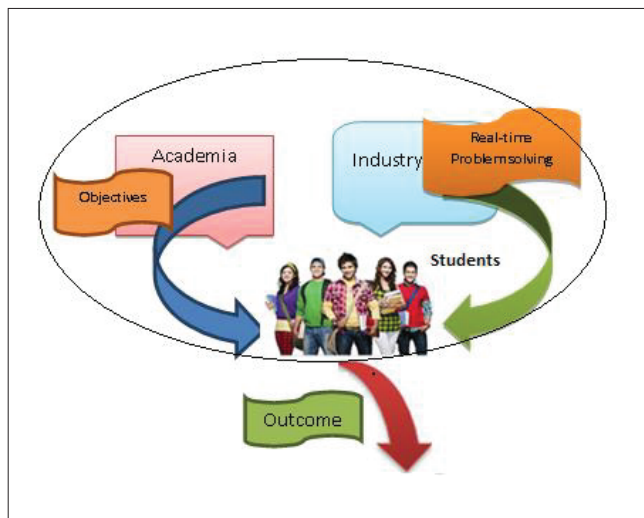 Academia
Industry
Real-time
Problemsolving
Objectives
Students
Outcome